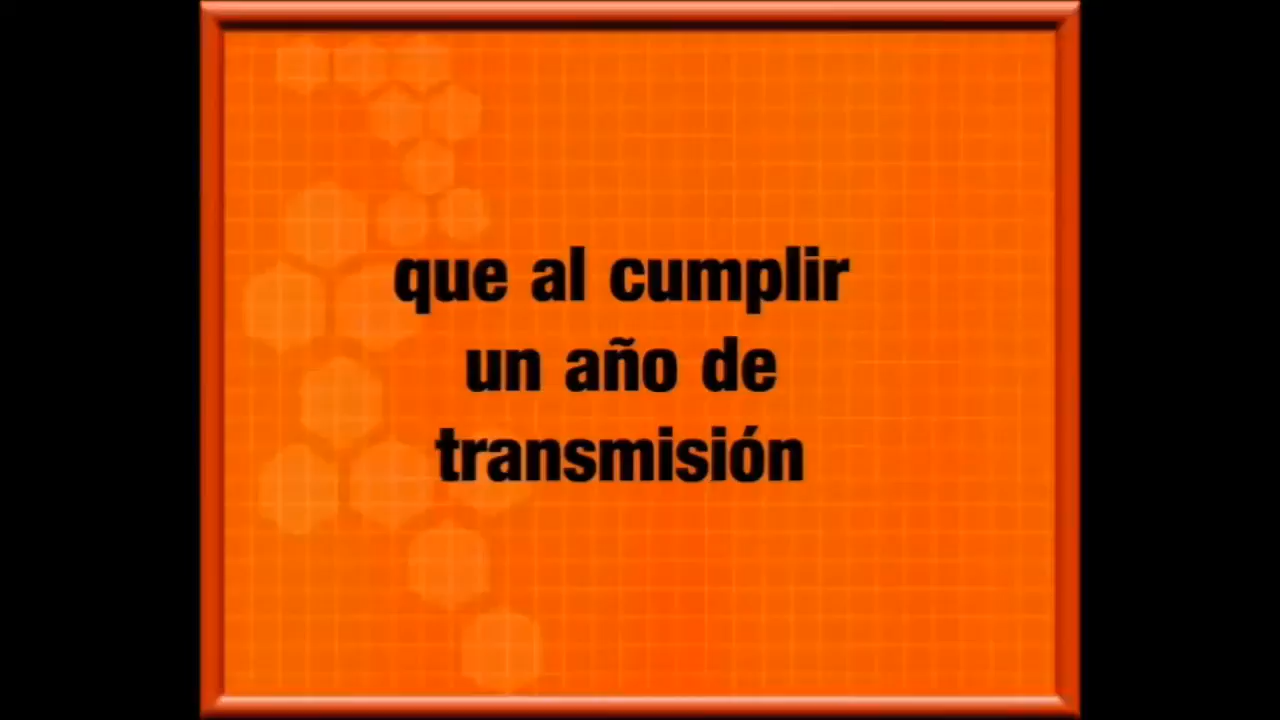 que al cumplir
un año de
transmisión